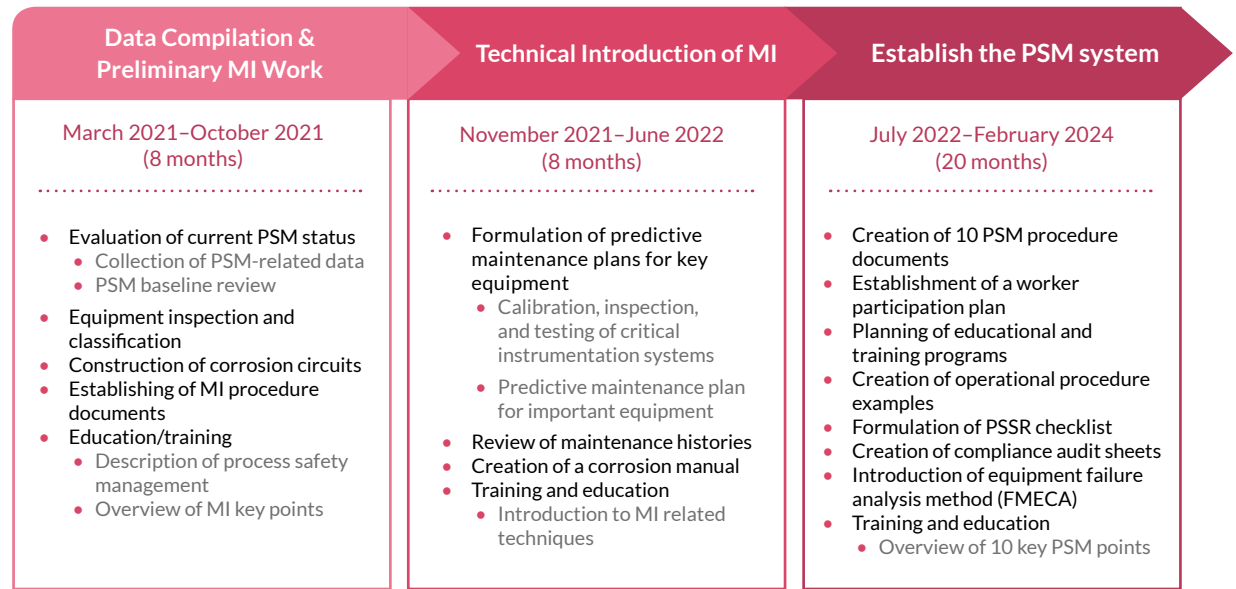 Data Compilation &
Preliminary MI Work
Technical Introduction of MI
Establish the PSM system
March 2021–October 2021
(8 months)
• Evaluation of current PSM status
• Collection of PSM-related data
• PSM baseline review
• Equipment inspection and
classification
• Construction of corrosion circuits
• Establishing of MI procedure
documents
• Education/training
• Description of process safety
management
• Overview of MI key points
November 2021–June 2022
(8 months)
• Formulation of predictive
maintenance plans for key
equipment
• Calibration, inspection,
and testing of critical
instrumentation systems
• Predictive maintenance plan
for important equipment
• Review of maintenance histories
• Creation of a corrosion manual
• Training and education
• Introduction to MI related
techniques
July 2022–February 2024
(20 months)
• Creation of 10 PSM procedure
documents
• Establishment of a worker
participation plan
• Planning of educational and
training programs
• Creation of operational procedure
examples
• Formulation of PSSR checklist
• Creation of compliance audit sheets
• Introduction of equipment failure
analysis method (FMECA)
• Training and education
• Overview of 10 key PSM points